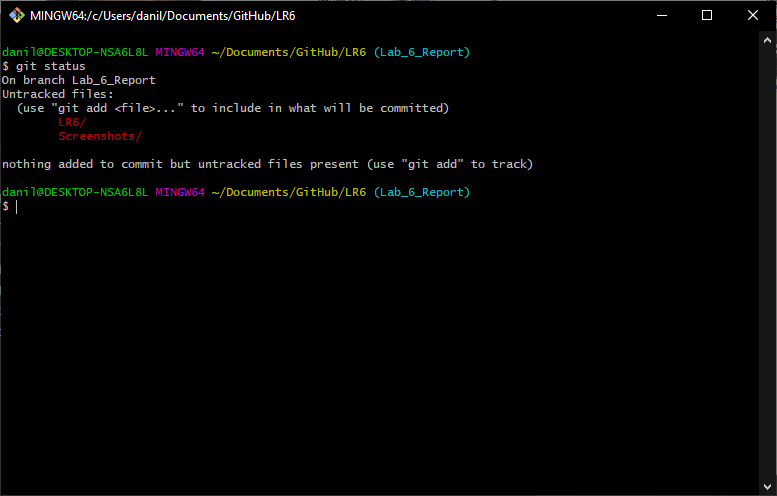 MINGW64:/c/Users/danil/Documents/GitHub/LR6
danil@DESKTOP-NSA6L8L MINGW64 ~/Documents/GitHub/LR6 (Lab_6_Report)
$ git status
On branch Lab_6_Report
Untracked files:
  (use "git add <file>..." to include in what will be committed)
        LR6/
        Screenshots/

nothing added to commit but untracked files present (use "git add" to track)

danil@DESKTOP-NSA6L8L MINGW64 ~/Documents/GitHub/LR6 (Lab_6_Report)
$